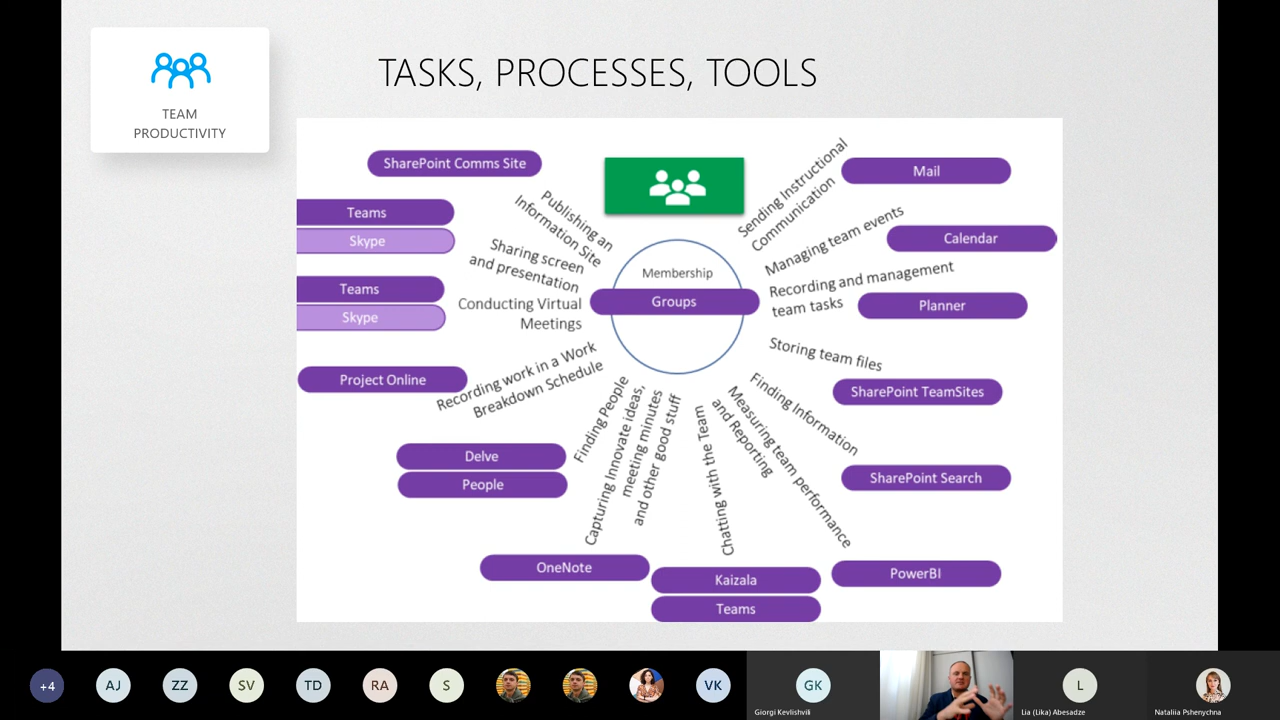 TEAM
PRODUCTIVITY
TASKS, PROCESSES, TOOLS
SharePoint Comms Site
Publishing an
Information Site
Teams
Skype
Sharing screen
and presentation
Teams
Skype
Conducting Virtual
Meetings
Project Online
Recording work in a Work
Breakdown Schedule
Delve
People
Finding People
OneNote
Capturing Innovate ideas,
meeting minutes
and other good stuff
Kaizala
Teams
Chatting with the Team
Membership
Groups
Sending Instructional
Communication
Mail
Managing team events
Calendar
Recording and management
team tasks
Planner
Storing team files
SharePoint TeamSites
Finding Information
SharePoint Search
Measuring team performance
and Reporting
PowerBI
+4
AJ
ZZ
SV
TD
RA
S
VK
GK
Giorgi Kevlishvili
L
Lia (Lika) Abesadze
Nataliia Pshenychna